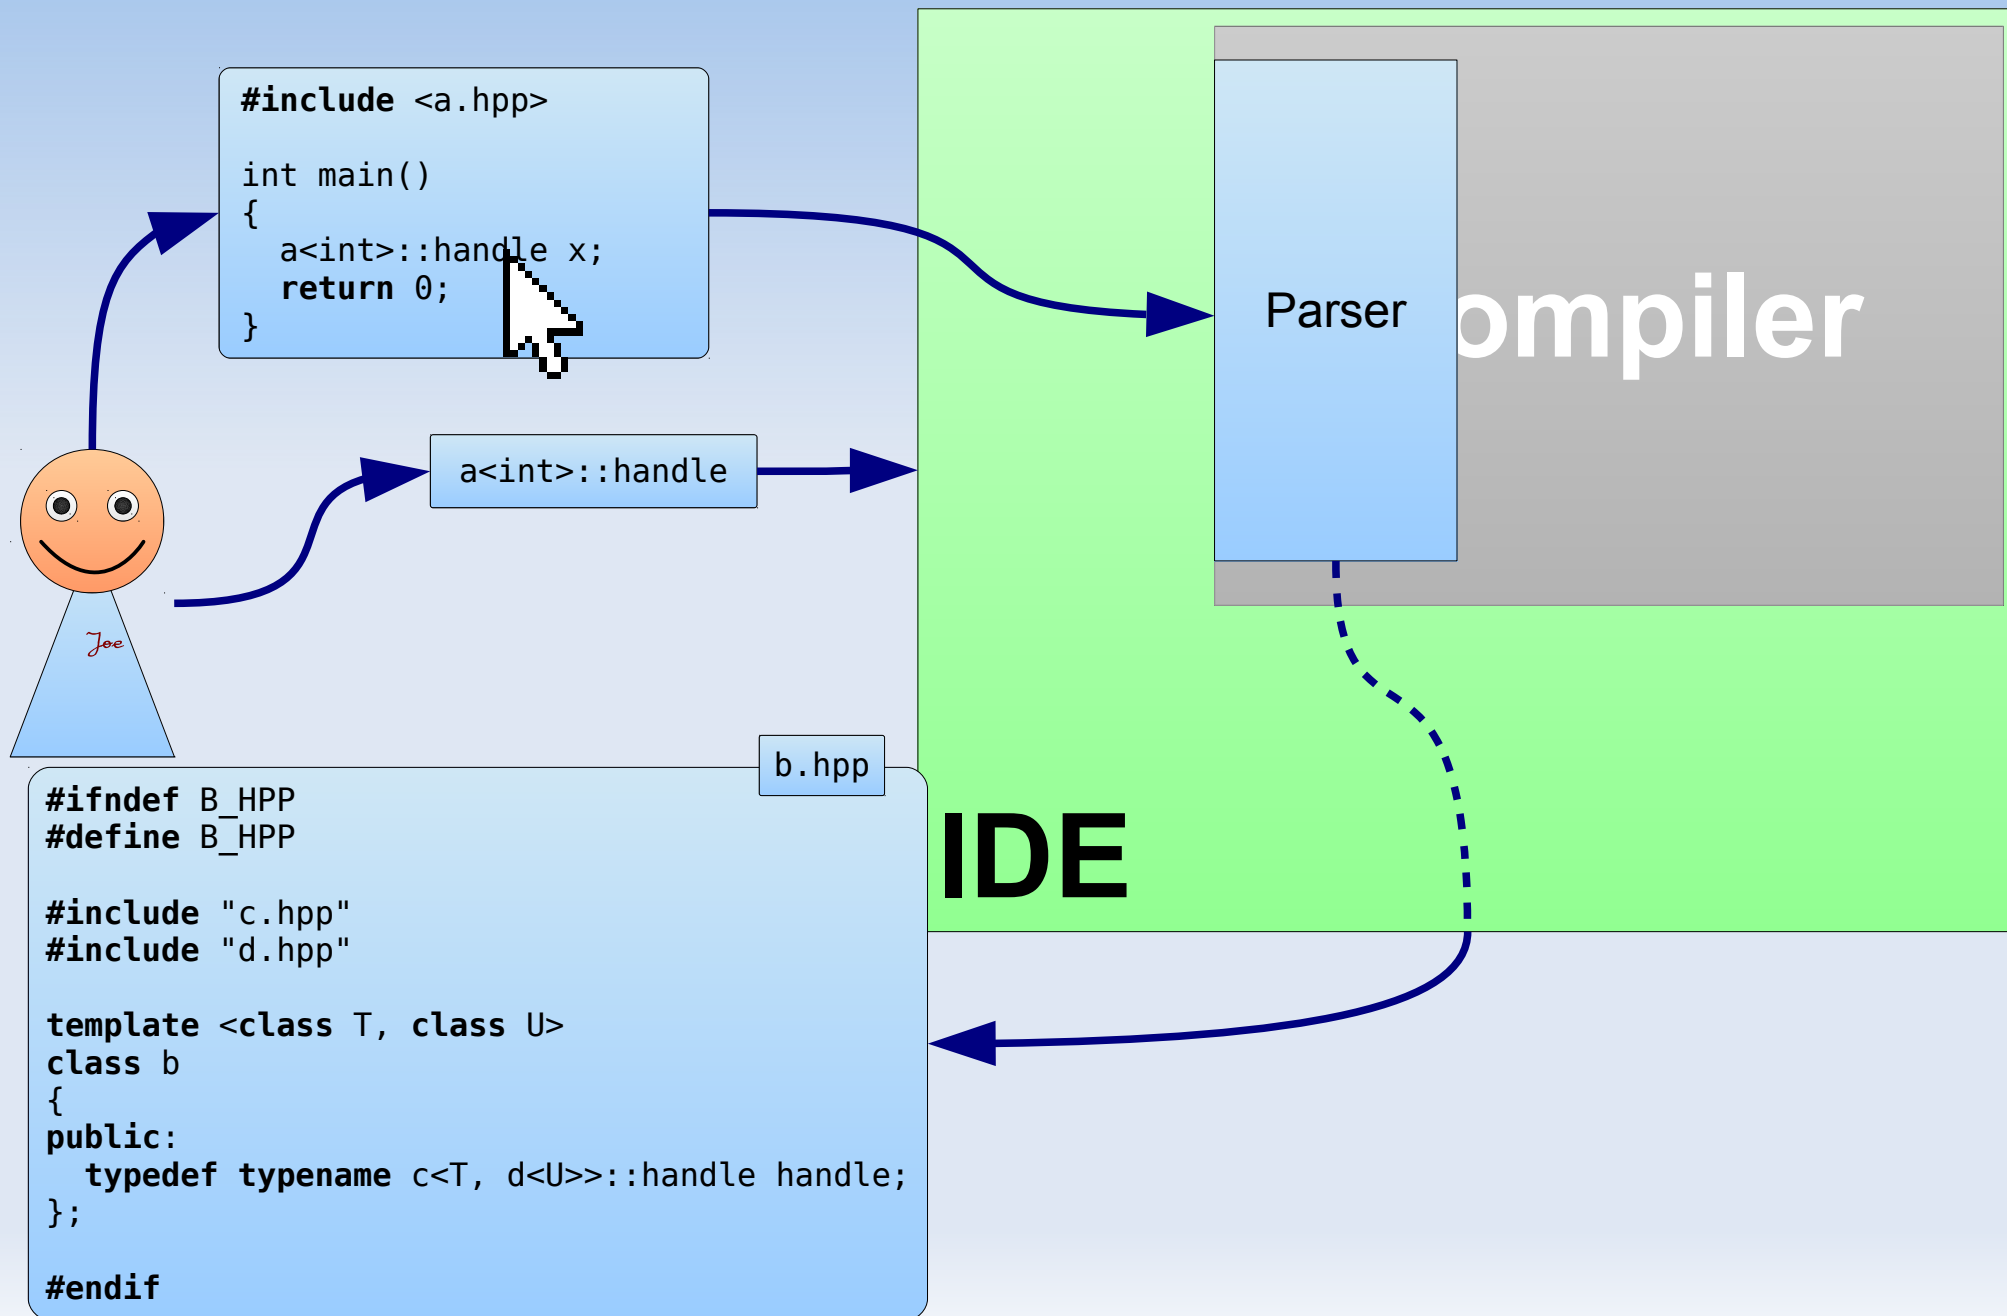 #include <a.hpp>
int main()
{
a<int>::handle x;
return 0;
}
Parser
ompiler
a<int>::handle
Joe
b.hpp
#ifndef B_HPP
#define B_HPP
#include "c.hpp"
#include "d.hpp"
template <class T, class U>
class b
{
public:
typedef typename c<T, d<U>>::handle handle;
};
#endif
IDE